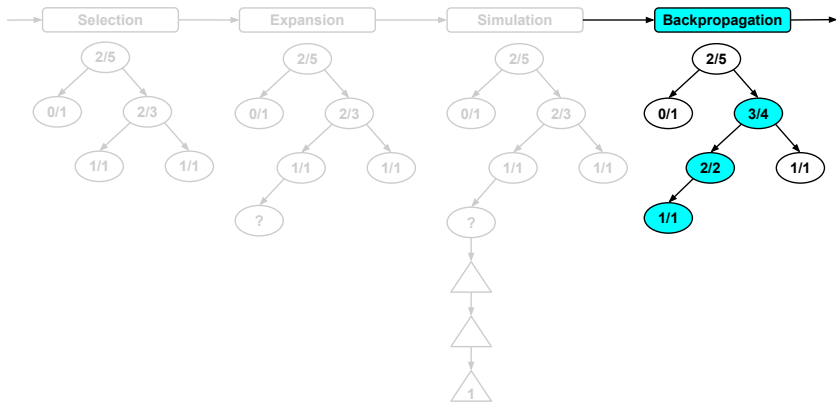 Selection Expansion Simulation Backpropagation
2/5 2/5 2/5 2/5
0/1 2/3 0/1 2/3 0/1 2/3 0/1 3/4
1/1 1/1 1/1 1/1 1/1 1/1 2/2 1/1
? ? 1/1
1